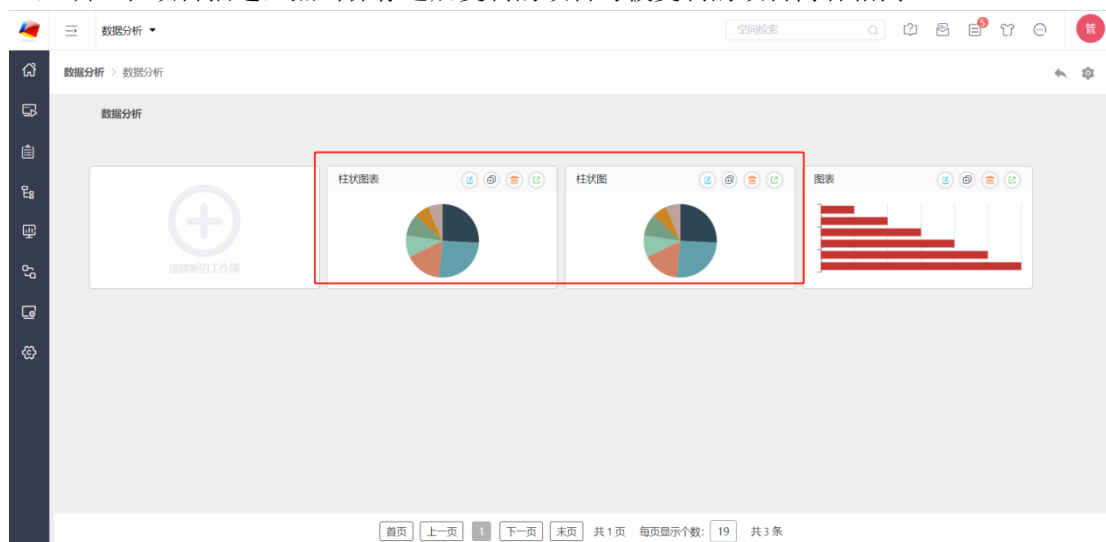 数据分析
空间检索
5
管
数据分析 > 数据分析
数据分析
创建新的工作簿
柱状图表
柱状图
图表
首页 上一页 1 下一页 末页 共1页 每页显示个数: 19 共3条